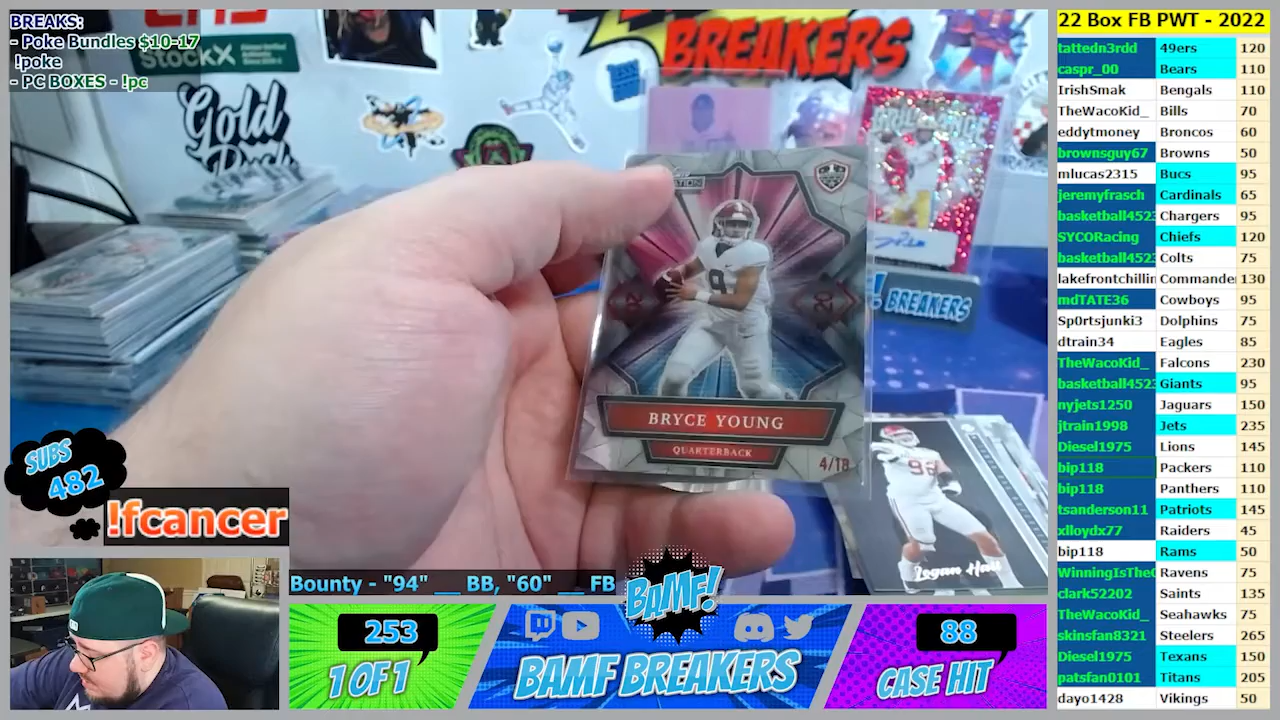 BREAKS:
- Poke Bundles $10-17
!poke
- PC BOXES - !pc
StockX
Gold
BREAKERS
! BREAKERS
BRYCE YOUNG
QUARTERBACK
4/18
9
98
Logan Hall
SUBS
482
!fcancer
Bounty - "94" __ BB, "60" __ FB
BAMF!
253
1 OF 1
BAMF BREAKERS
88
CASE HIT
22 Box FB PWT - 2022
tattedn3rdd 49ers 120
caspr_00 Bears 110
IrishSmak Bengals 110
TheWacoKid_ Bills 70
eddytmoney Broncos 60
brownsguy67 Browns 50
mlucas2315 Bucs 95
jeremyfrasch Cardinals 65
basketball4523 Chargers 95
SYCORacing Chiefs 120
basketball4523 Colts 75
lakefrontchillin Commande 130
mdTATE36 Cowboys 95
Sp0rtsjunki3 Dolphins 75
dtrain34 Eagles 85
TheWacoKid_ Falcons 230
basketball4523 Giants 95
nyjets1250 Jaguars 150
jtrain1998 Jets 235
Diesel1975 Lions 145
bip118 Packers 110
bip118 Panthers 110
tsanderson11 Patriots 145
xlloydx77 Raiders 45
bip118 Rams 50
WinningIsTheO Ravens 75
clark52202 Saints 135
TheWacoKid_ Seahawks 75
skinsfan8321 Steelers 265
Diesel1975 Texans 150
patsfan0101 Titans 205
dayo1428 Vikings 50